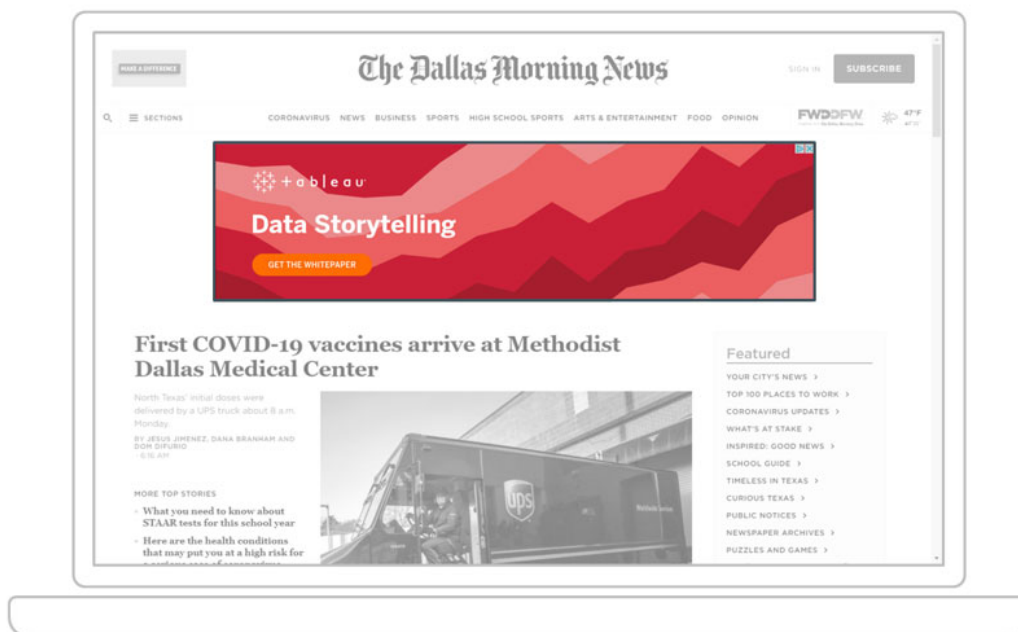 MAKE A DIFFERENCE
The Dallas Morning News
SIGN IN
SUBSCRIBE
SECTIONS
CORONAVIRUS NEWS BUSINESS SPORTS HIGH SCHOOL SPORTS ARTS & ENTERTAINMENT FOOD OPINION
FWDDFW
47°F
+ableau
Data Storytelling
GET THE WHITEPAPER
First COVID-19 vaccines arrive at Methodist
Dallas Medical Center
North Texas' initial doses were
delivered by a UPS truck about 8 a.m.
Monday.
BY JESUS JIMENEZ, DANA BRANHAM AND
DOM DIFURIO
6:16 AM
MORE TOP STORIES
What you need to know about
STAAR tests for this school year
Here are the health conditions
that may put you at a high risk for
UPS
Featured
YOUR CITY'S NEWS >
TOP 100 PLACES TO WORK >
CORONAVIRUS UPDATES >
WHAT'S AT STAKE >
INSPIRED: GOOD NEWS >
SCHOOL GUIDE >
TIMELESS IN TEXAS >
CURIOUS TEXAS >
PUBLIC NOTICES >
NEWSPAPER ARCHIVES >
PUZZLES AND GAMES >